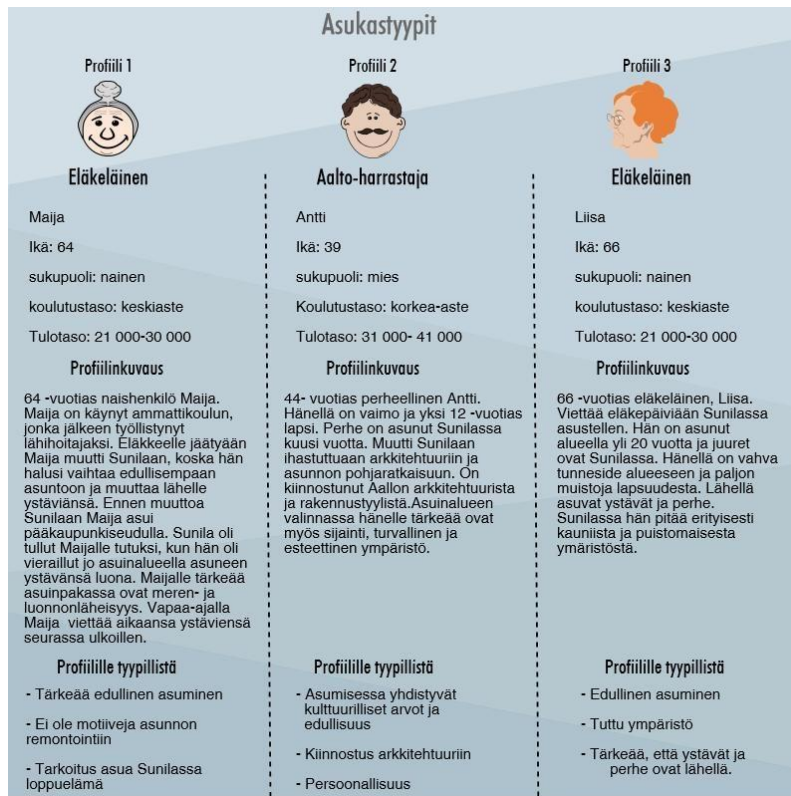 Asukastyypit
Profiili 1
Eläkeläinen
Maija
Ikä: 64
sukupuoli: nainen
koulutustaso: keskiaste
Tulotaso: 21 000-30 000
Profiilinkuvaus
64 -vuotias naishenkilö Maija.
Maija on käynyt ammattikoulun,
jonka jälkeen työllistynyt
lähihoitajaksi. Eläkkeelle jäätyään
Maija muutti Sunilaan, koska hän
halusi vaihtaa edullisempaan
asuntoon ja muuttaa lähelle
ystäviänsä. Ennen muuttoa
Sunilaan Maija asui
pääkaupunkiseudulla. Sunila oli
tullut Maijalle tutuksi, kun hän oli
vieraillut jo asuinalueella asuneen
ystävänsä luona. Maijalle tärkeää
asuinpakassa ovat meren- ja
luonnonläheisyys. Vapaa-ajalla
Maija viettää aikaansa ystäviensä
seurassa ulkoillen.
Profiilille tyypillistä
- Tärkeää edullinen asuminen
- Ei ole motiiveja asunnon
remontointiin
- Tarkoitus asua Sunilassa
loppuelämä
Profiili 2
Aalto-harrastaja
Antti
Ikä: 39
sukupuoli: mies
Koulutustaso: korkea-aste
Tulotaso: 31 000- 41 000
Profiilinkuvaus
44- vuotias perheellinen Antti.
Hänellä on vaimo ja yksi 12 -vuotias
lapsi. Perhe on asunut Sunilassa
kuusi vuotta. Muutti Sunilaan
ihastuttuaan arkkitehtuuriin ja
asunnon pohjaratkaisuun. On
kiinnostunut Aallon arkkitehtuurista
ja rakennustyylistä.Asuinalueen
valinnassa hänelle tärkeää ovat
myös sijainti, turvallinen ja
esteettinen ympäristö.
Profiilille tyypillistä
- Asumisessa yhdistyvät
kulttuurilliset arvot ja
edullisuus
- Kiinnostus arkkitehtuuriin
- Persoonallisuus
Profiili 3
Eläkeläinen
Liisa
Ikä: 66
sukupuoli: nainen
koulutustaso: keskiaste
Tulotaso: 21 000-30 000
Profiilinkuvaus
66 -vuotias eläkeläinen, Liisa.
Viettää eläkepäiviään Sunilassa
asustellen. Hän on asunut
alueella yli 20 vuotta ja juuret
ovat Sunilassa. Hänellä on vahva
tunneside alueeseen ja paljon
muistoja lapsuudesta. Lähellä
asuvat ystävät ja perhe.
Sunilassa hän pitää erityisesti
kauniista ja puistomaisesta
ymäristöstä.
Profiilille tyypillistä
- Edullinen asuminen
- Tuttu ympäristö
- Tärkeää, että ystävät ja
perhe ovat lähellä.